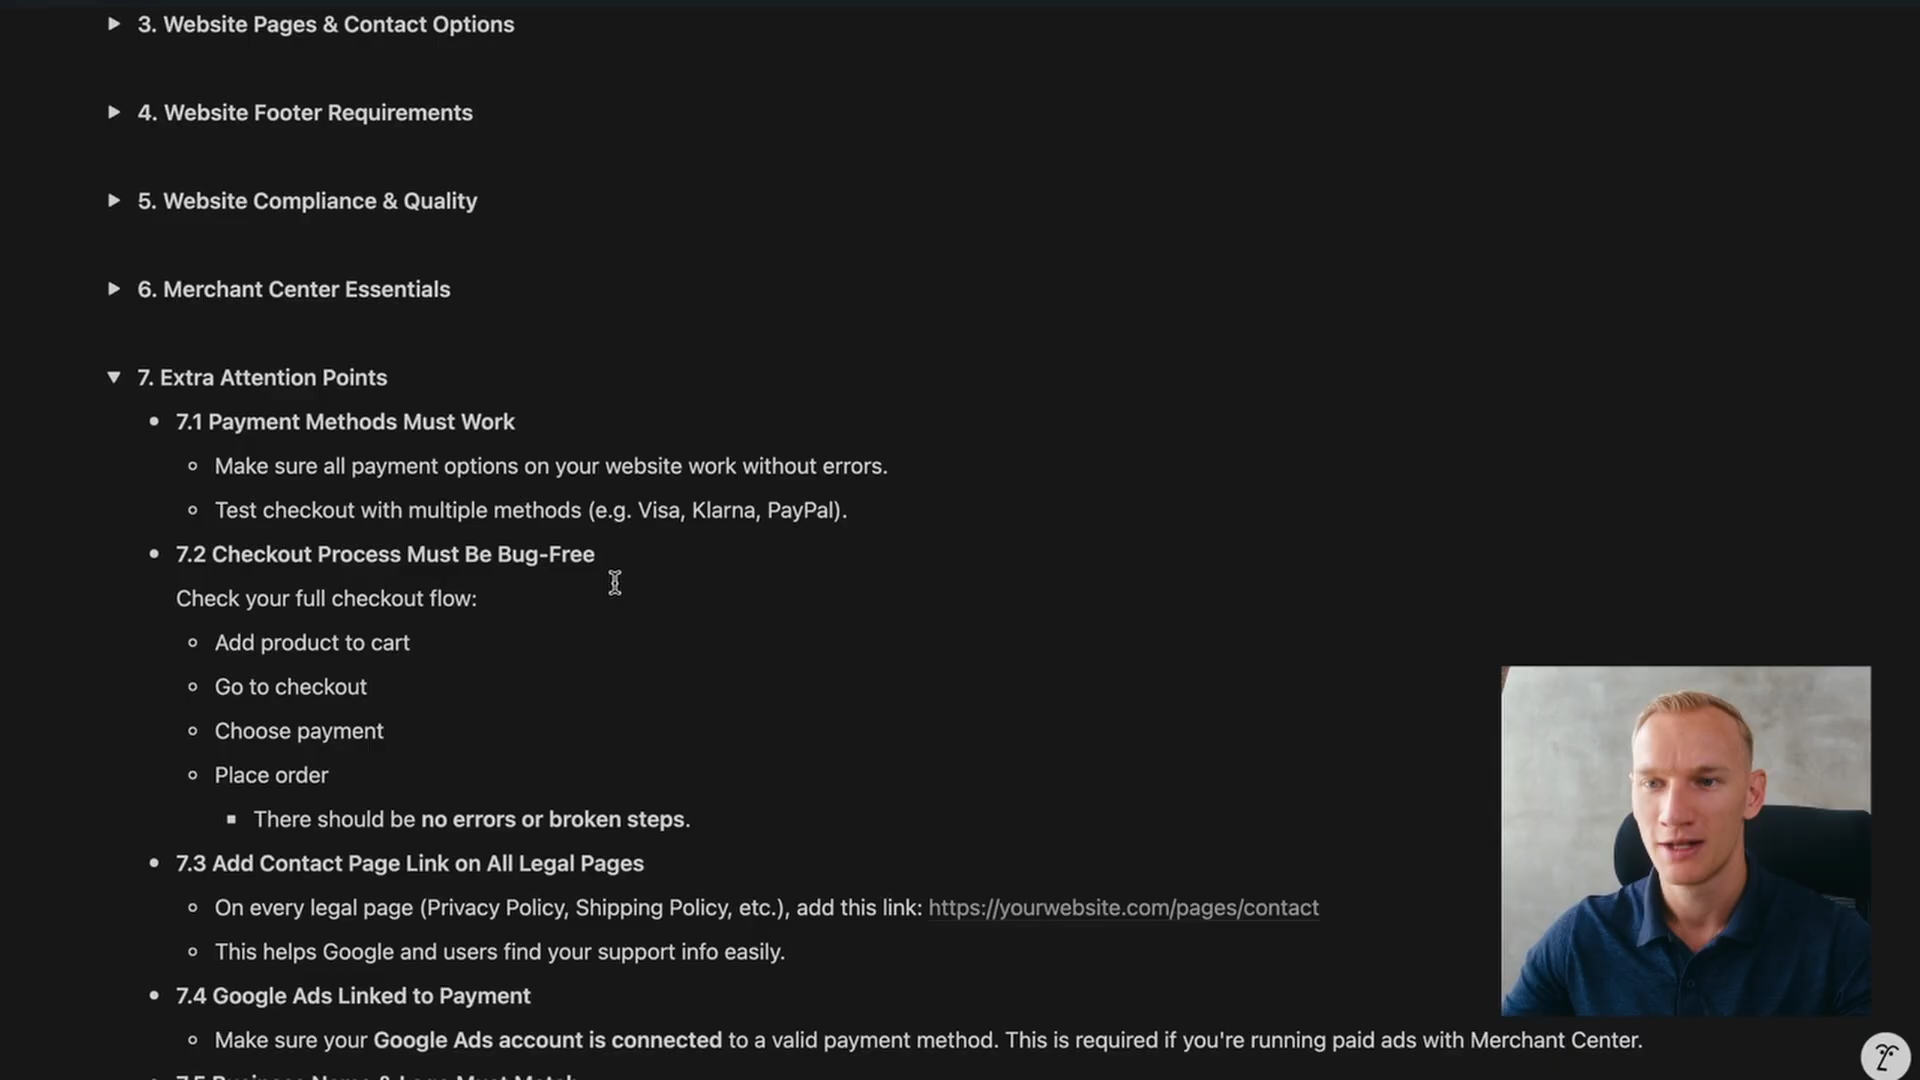 3. Website Pages & Contact Options
4. Website Footer Requirements
5. Website Compliance & Quality
6. Merchant Center Essentials
7. Extra Attention Points
7.1 Payment Methods Must Work
Make sure all payment options on your website work without errors.
Test checkout with multiple methods (e.g. Visa, Klarna, PayPal).
7.2 Checkout Process Must Be Bug-Free
Check your full checkout flow:
Add product to cart
Go to checkout
Choose payment
Place order
There should be no errors or broken steps.
7.3 Add Contact Page Link on All Legal Pages
On every legal page (Privacy Policy, Shipping Policy, etc.), add this link: https://yourwebsite.com/pages/contact
This helps Google and users find your support info easily.
7.4 Google Ads Linked to Payment
Make sure your Google Ads account is connected to a valid payment method. This is required if you're running paid ads with Merchant Center.
7.5 Business Name & Logo Must Match